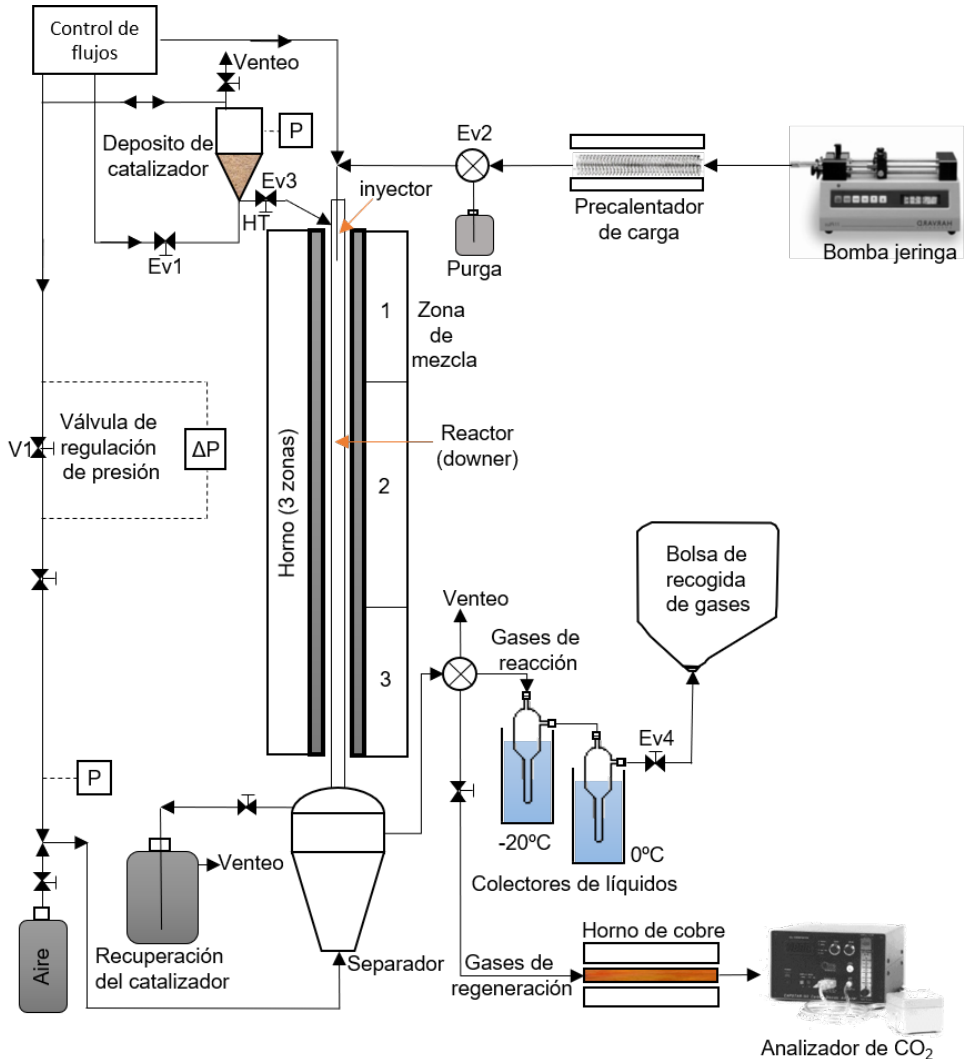 Control de
flujos
Venteo
P
Deposito de
catalizador
Ev3
HT
Ev1
inyector
Ev2
Purga
Precalentador
de carga
Bomba jeringa
1
Zona
de
mezcla
Horno (3 zonas)
V1
Válvula de
regulación
de presión
ΔP
Reactor
(downer)
2
3
Bolsa de
recogida
de gases
Venteo
Gases de
reacción
Ev4
-20ºC
0ºC
Colectores de líquidos
P
Venteo
Recuperación
del catalizador
Aire
Separador
Gases de
regeneración
Horno de cobre
Analizador de CO₂